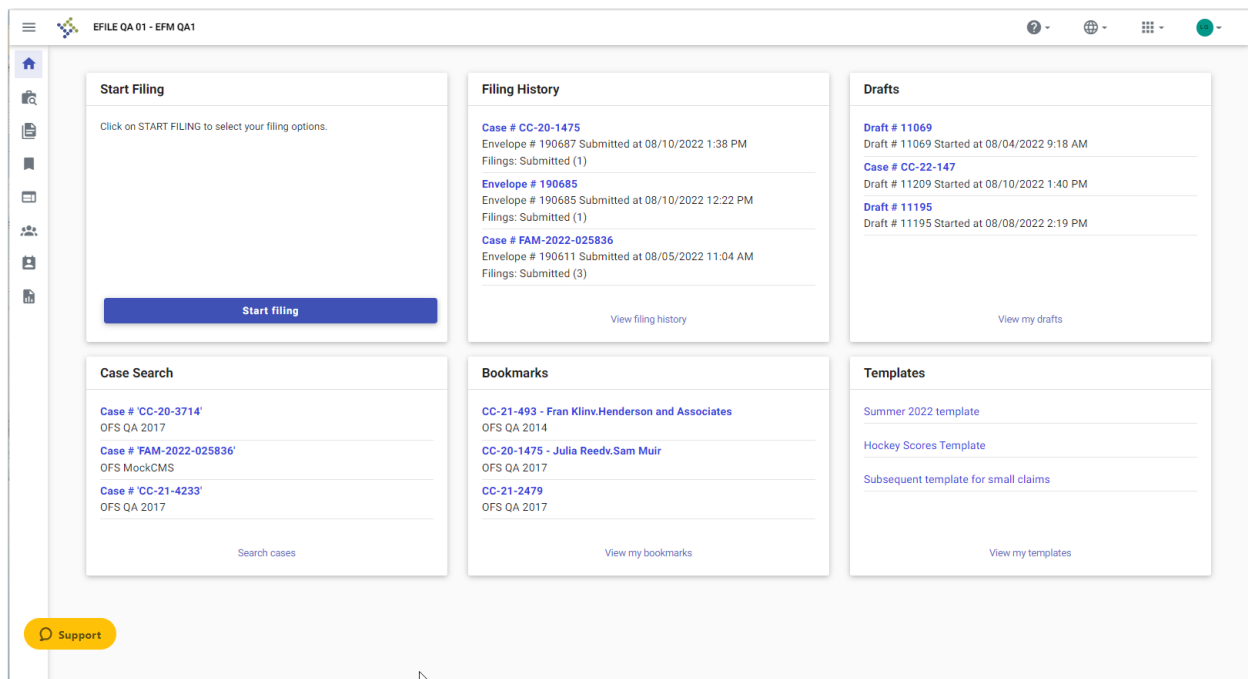 EFILE QA 01 - EFM QA1
Start Filing
Click on START FILING to select your filing options.
Start filing
Filing History
Case # CC-20-1475
Envelope # 190687 Submitted at 08/10/2022 1:38 PM
Filings: Submitted (1)
Envelope # 190685
Envelope # 190685 Submitted at 08/10/2022 12:22 PM
Filings: Submitted (1)
Case # FAM-2022-025836
Envelope # 190611 Submitted at 08/05/2022 11:04 AM
Filings: Submitted (3)
View filing history
Drafts
Draft # 11069
Draft # 11069 Started at 08/04/2022 9:18 AM
Case # CC-22-147
Draft # 11209 Started at 08/10/2022 1:40 PM
Draft # 11195
Draft # 11195 Started at 08/08/2022 2:19 PM
View my drafts
Case Search
Case # 'CC-20-3714'
OFS QA 2017
Case # 'FAM-2022-025836'
OFS MockCMS
Case # 'CC-21-4233'
OFS QA 2017
Search cases
Bookmarks
CC-21-493 - Fran Klinv.Henderson and Associates
OFS QA 2014
CC-20-1475 - Julia Reedv.Sam Muir
OFS QA 2017
CC-21-2479
OFS QA 2017
View my bookmarks
Templates
Summer 2022 template
Hockey Scores Template
Subsequent template for small claims
View my templates
Support